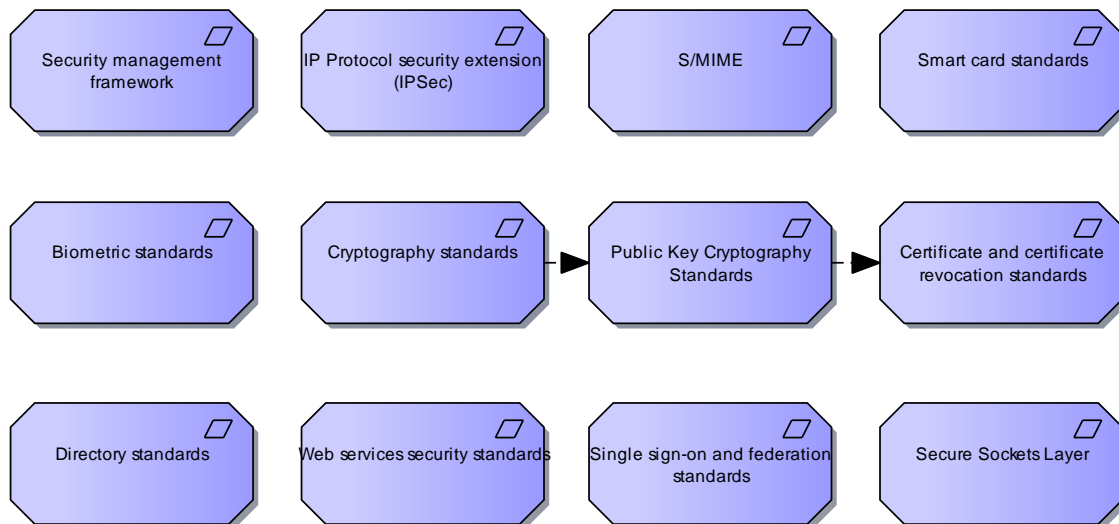 Security management
framework
IP Protocol security extension
(IPSec)
S/MIME
Smart card standards
Biometric standards
Cryptography standards
Public Key Cryptography
Standards
Certificate and certificate
revocation standards
Directory standards
Web services security standards
Single sign-on and federation
standards
Secure Sockets Layer